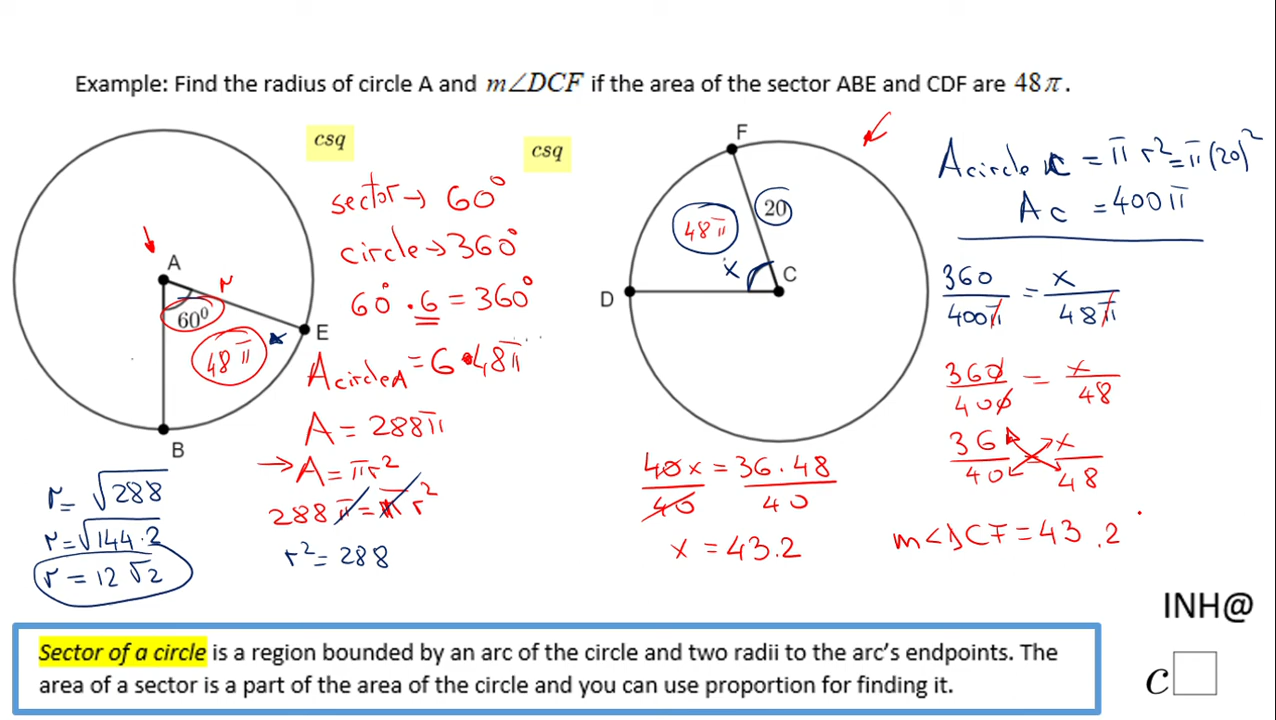 Example: Find the radius of circle A and m∠DCF if the area of the sector ABE and CDF are 48π.
csq
csq
A
r
60⁰
48π
E
B
sector → 60°
circle → 360°
60° · 6 = 360°
A circle A = 6 · 48π
A = 288π
→ A = πr²
288π = πr²
r² = 288
r = √288
r = √144·2
r = 12√2
F
20
48π
x
C
D
A circle C = πr² = π(20)²
Ac = 400π
360/400π = x/48π
360/400 = x/48
36/40 = x/48
40x/40 = 36·48/40
x = 43.2
m<DCF = 43.2°
INH@
Sector of a circle is a region bounded by an arc of the circle and two radii to the arc's endpoints. The
area of a sector is a part of the area of the circle and you can use proportion for finding it.
c